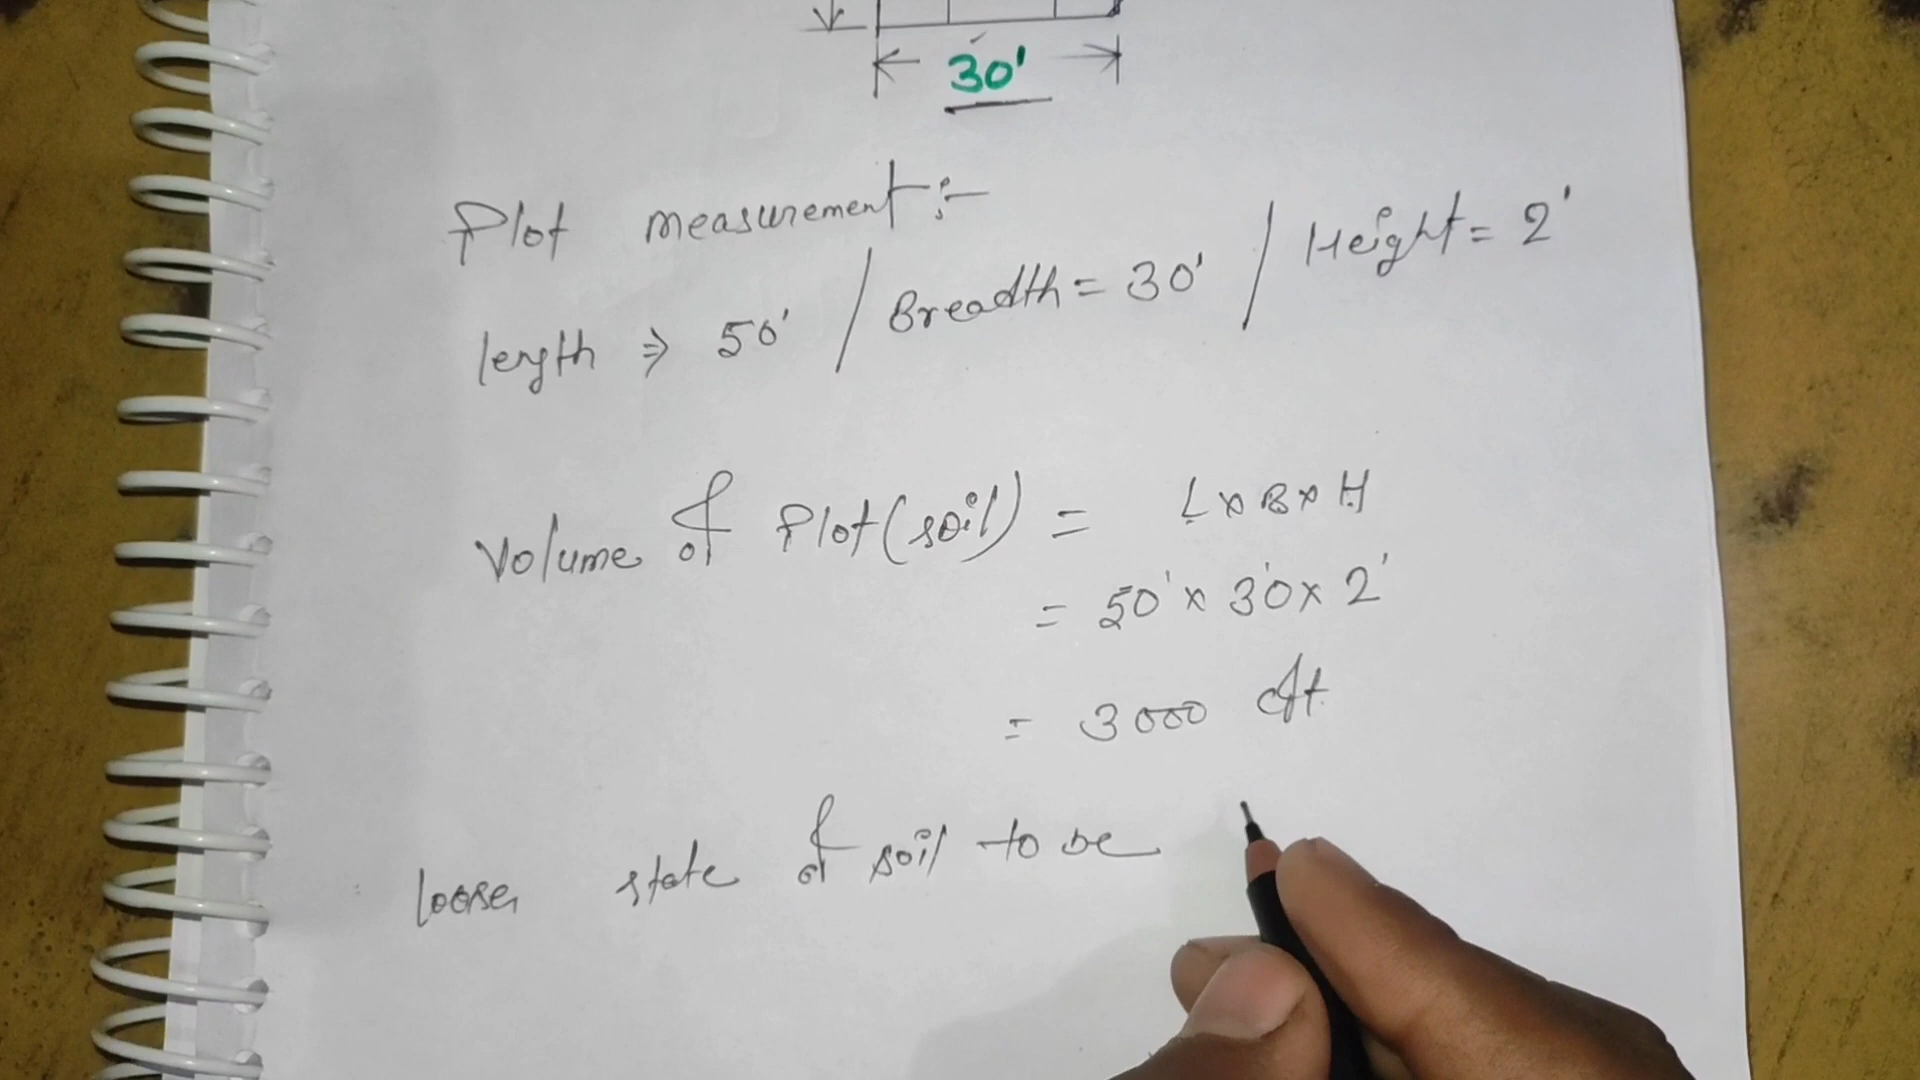 30'
Plot measurement :-
length ⇒ 50' / Breadth = 30' / Height = 2'
Volume of Plot (soil) = L x B x H
= 50' x 30' x 2'
= 3000 cft.
loose state of soil to be